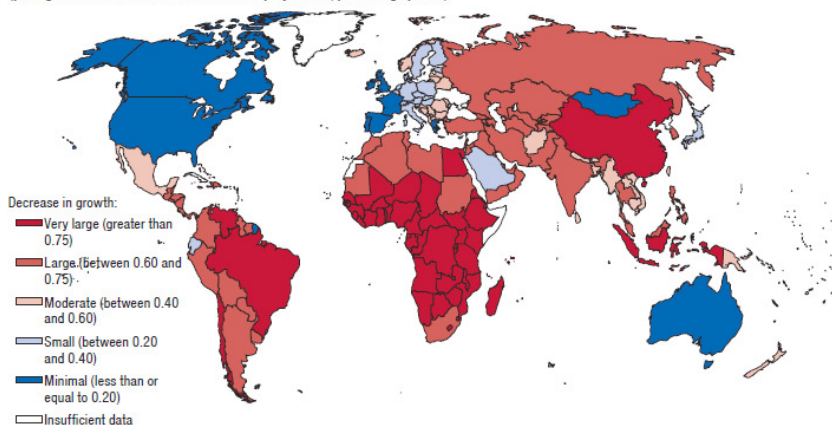 Decrease in growth:
Very large (greater than
0.75)
Large (between 0.60 and
0.75)
Moderate (between 0.40
and 0.60)
Small (between 0.20
and 0.40)
Minimal (less than or
equal to 0.20)
Insufficient data